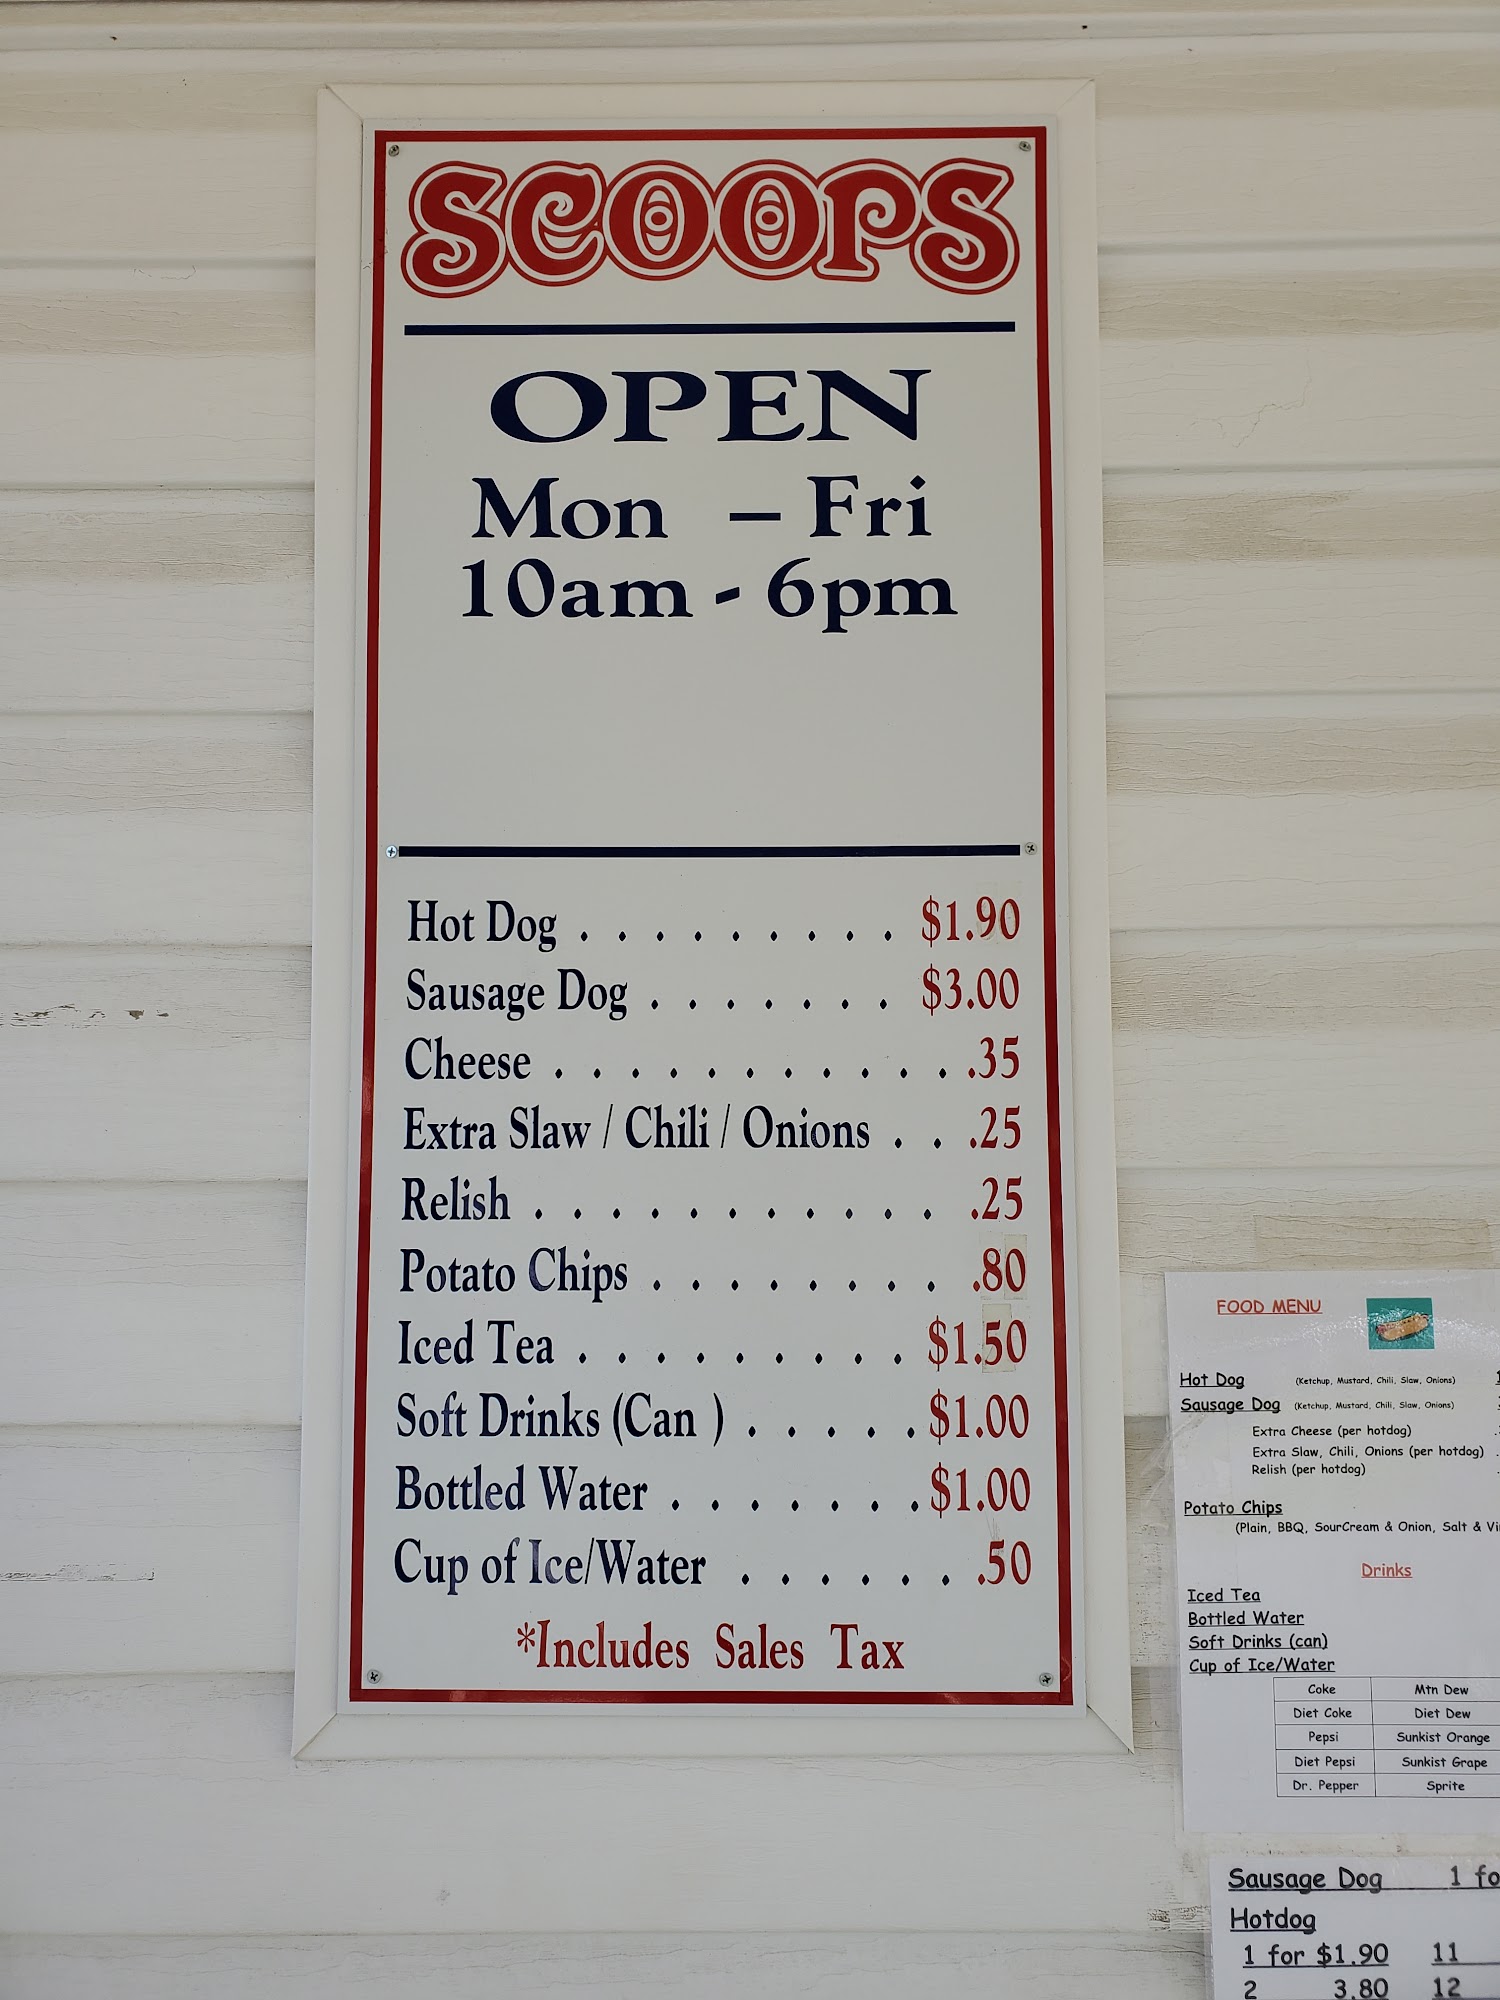 SCOOPS
OPEN
Mon – Fri
10am - 6pm
Hot Dog . . . . . . . . . $1.90
Sausage Dog . . . . . . . $3.00
Cheese . . . . . . . . . . . .35
Extra Slaw / Chili / Onions . . .25
Relish . . . . . . . . . . . .25
Potato Chips . . . . . . . . .80
Iced Tea . . . . . . . . . $1.50
Soft Drinks (Can ) . . . . . $1.00
Bottled Water . . . . . . . $1.00
Cup of Ice/Water . . . . . . .50
*Includes Sales Tax
FOOD MENU
Hot Dog (Ketchup, Mustard, Chili, Slaw, Onions)
Sausage Dog (Ketchup, Mustard, Chili, Slaw, Onions)
Extra Cheese (per hotdog)
Extra Slaw, Chili, Onions (per hotdog)
Relish (per hotdog)
Potato Chips
(Plain, BBQ, SourCream & Onion, Salt &
Drinks
Iced Tea
Bottled Water
Soft Drinks (can)
Cup of Ice/Water
Coke Mtn Dew
Diet Coke Diet Dew
Pepsi Sunkist Orange
Diet Pepsi Sunkist Grape
Dr. Pepper Sprite
Sausage Dog 1 fo
Hotdog
1 for $1.90 11
2 3.80 12